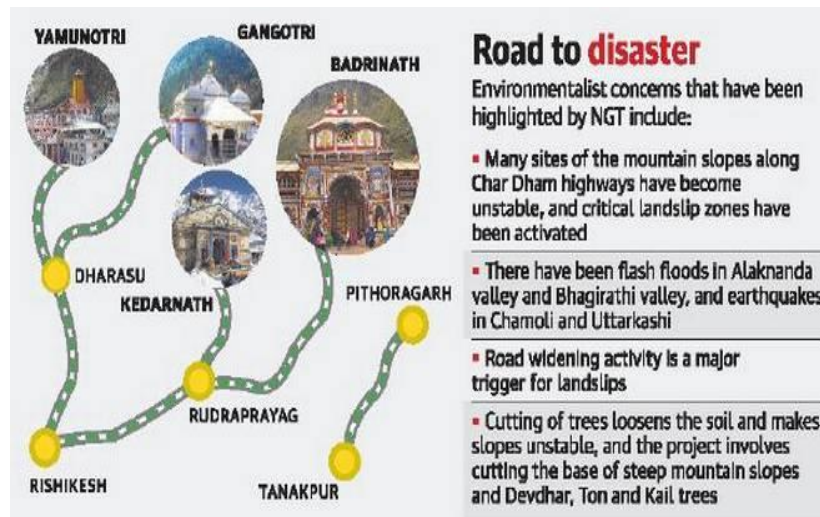 YAMUNOTRI
GANGOTRI
BADRINATH
DHARASU
KEDARNATH
PITHORAGARH
RUDRAPRAYAG
RISHIKESH
TANAKPUR
Road to disaster
Environmentalist concerns that have been
highlighted by NGT include:
▪ Many sites of the mountain slopes along
Char Dham highways have become
unstable, and critical landslip zones have
been activated
▪ There have been flash floods in Alaknanda
valley and Bhagirathi valley, and earthquakes
in Chamoli and Uttarkashi
▪ Road widening activity is a major
trigger for landslips
▪ Cutting of trees loosens the soil and makes
slopes unstable, and the project involves
cutting the base of steep mountain slopes
and Devdhar, Ton and Kail trees